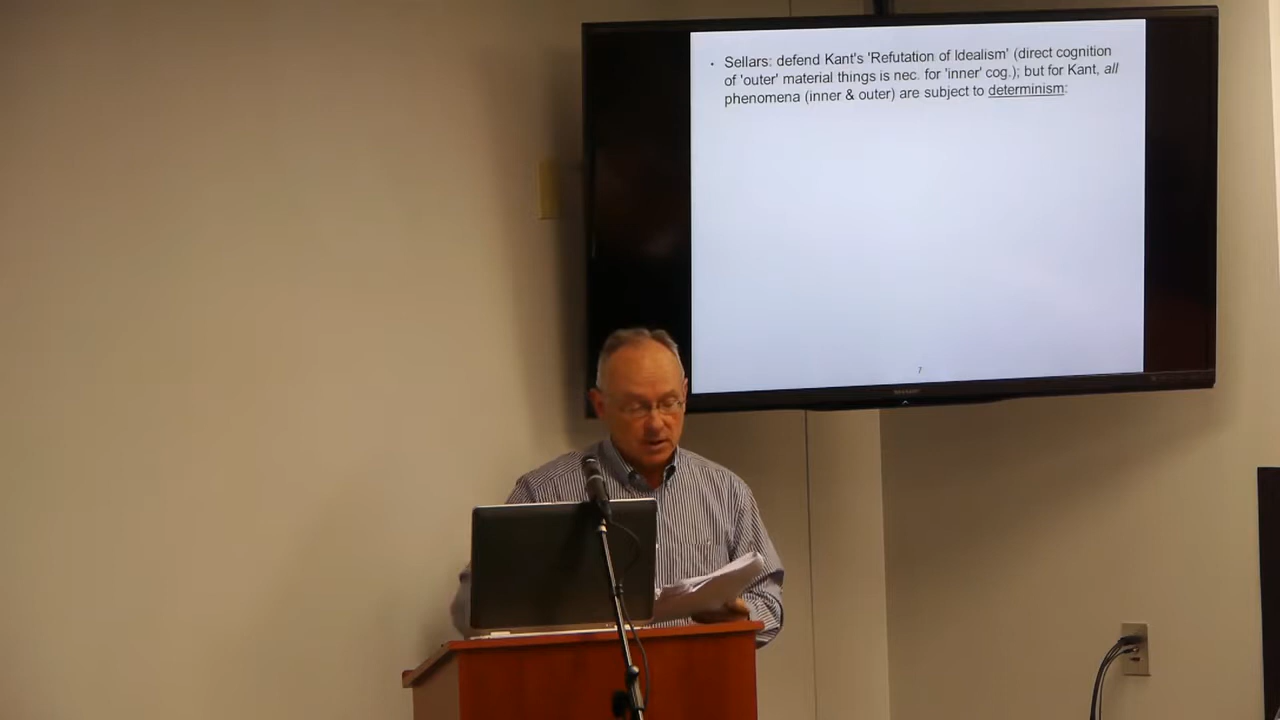 · Sellars: defend Kant's 'Refutation of Idealism' (direct cognition
of 'outer' material things is nec. for 'inner' cog.); but for Kant, all
phenomena (inner & outer) are subject to determinism:
7
SHARP